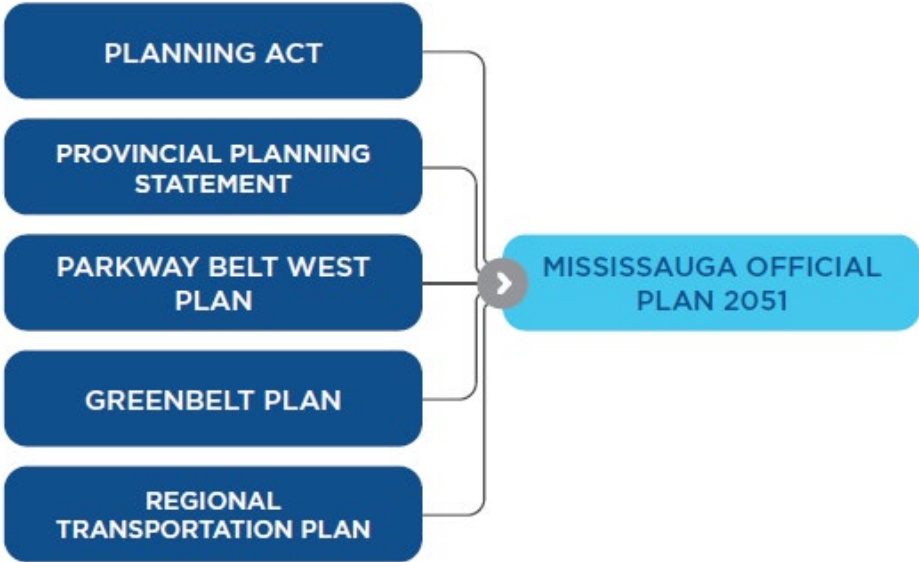 PLANNING ACT
PROVINCIAL PLANNING
STATEMENT
PARKWAY BELT WEST
PLAN
GREENBELT PLAN
REGIONAL
TRANSPORTATION PLAN
MISSISSAUGA OFFICIAL
PLAN 2051